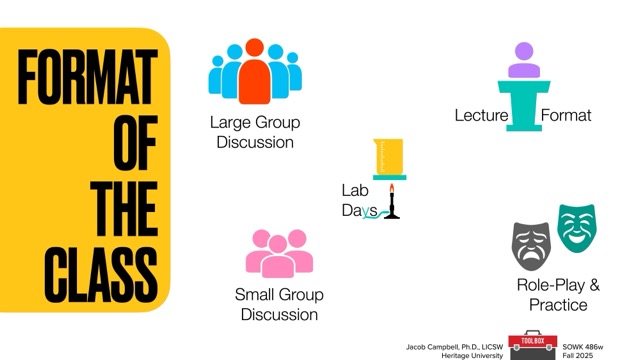 FORMAT
OF
THE
CLASS
Large Group
Discussion
Lecture Format
Lab
Days
Small Group
Discussion
Role-Play &
Practice
Jacob Campbell, Ph.D., LICSW
Heritage University
TOOLBOX
SOWK 486w
Fall 2025